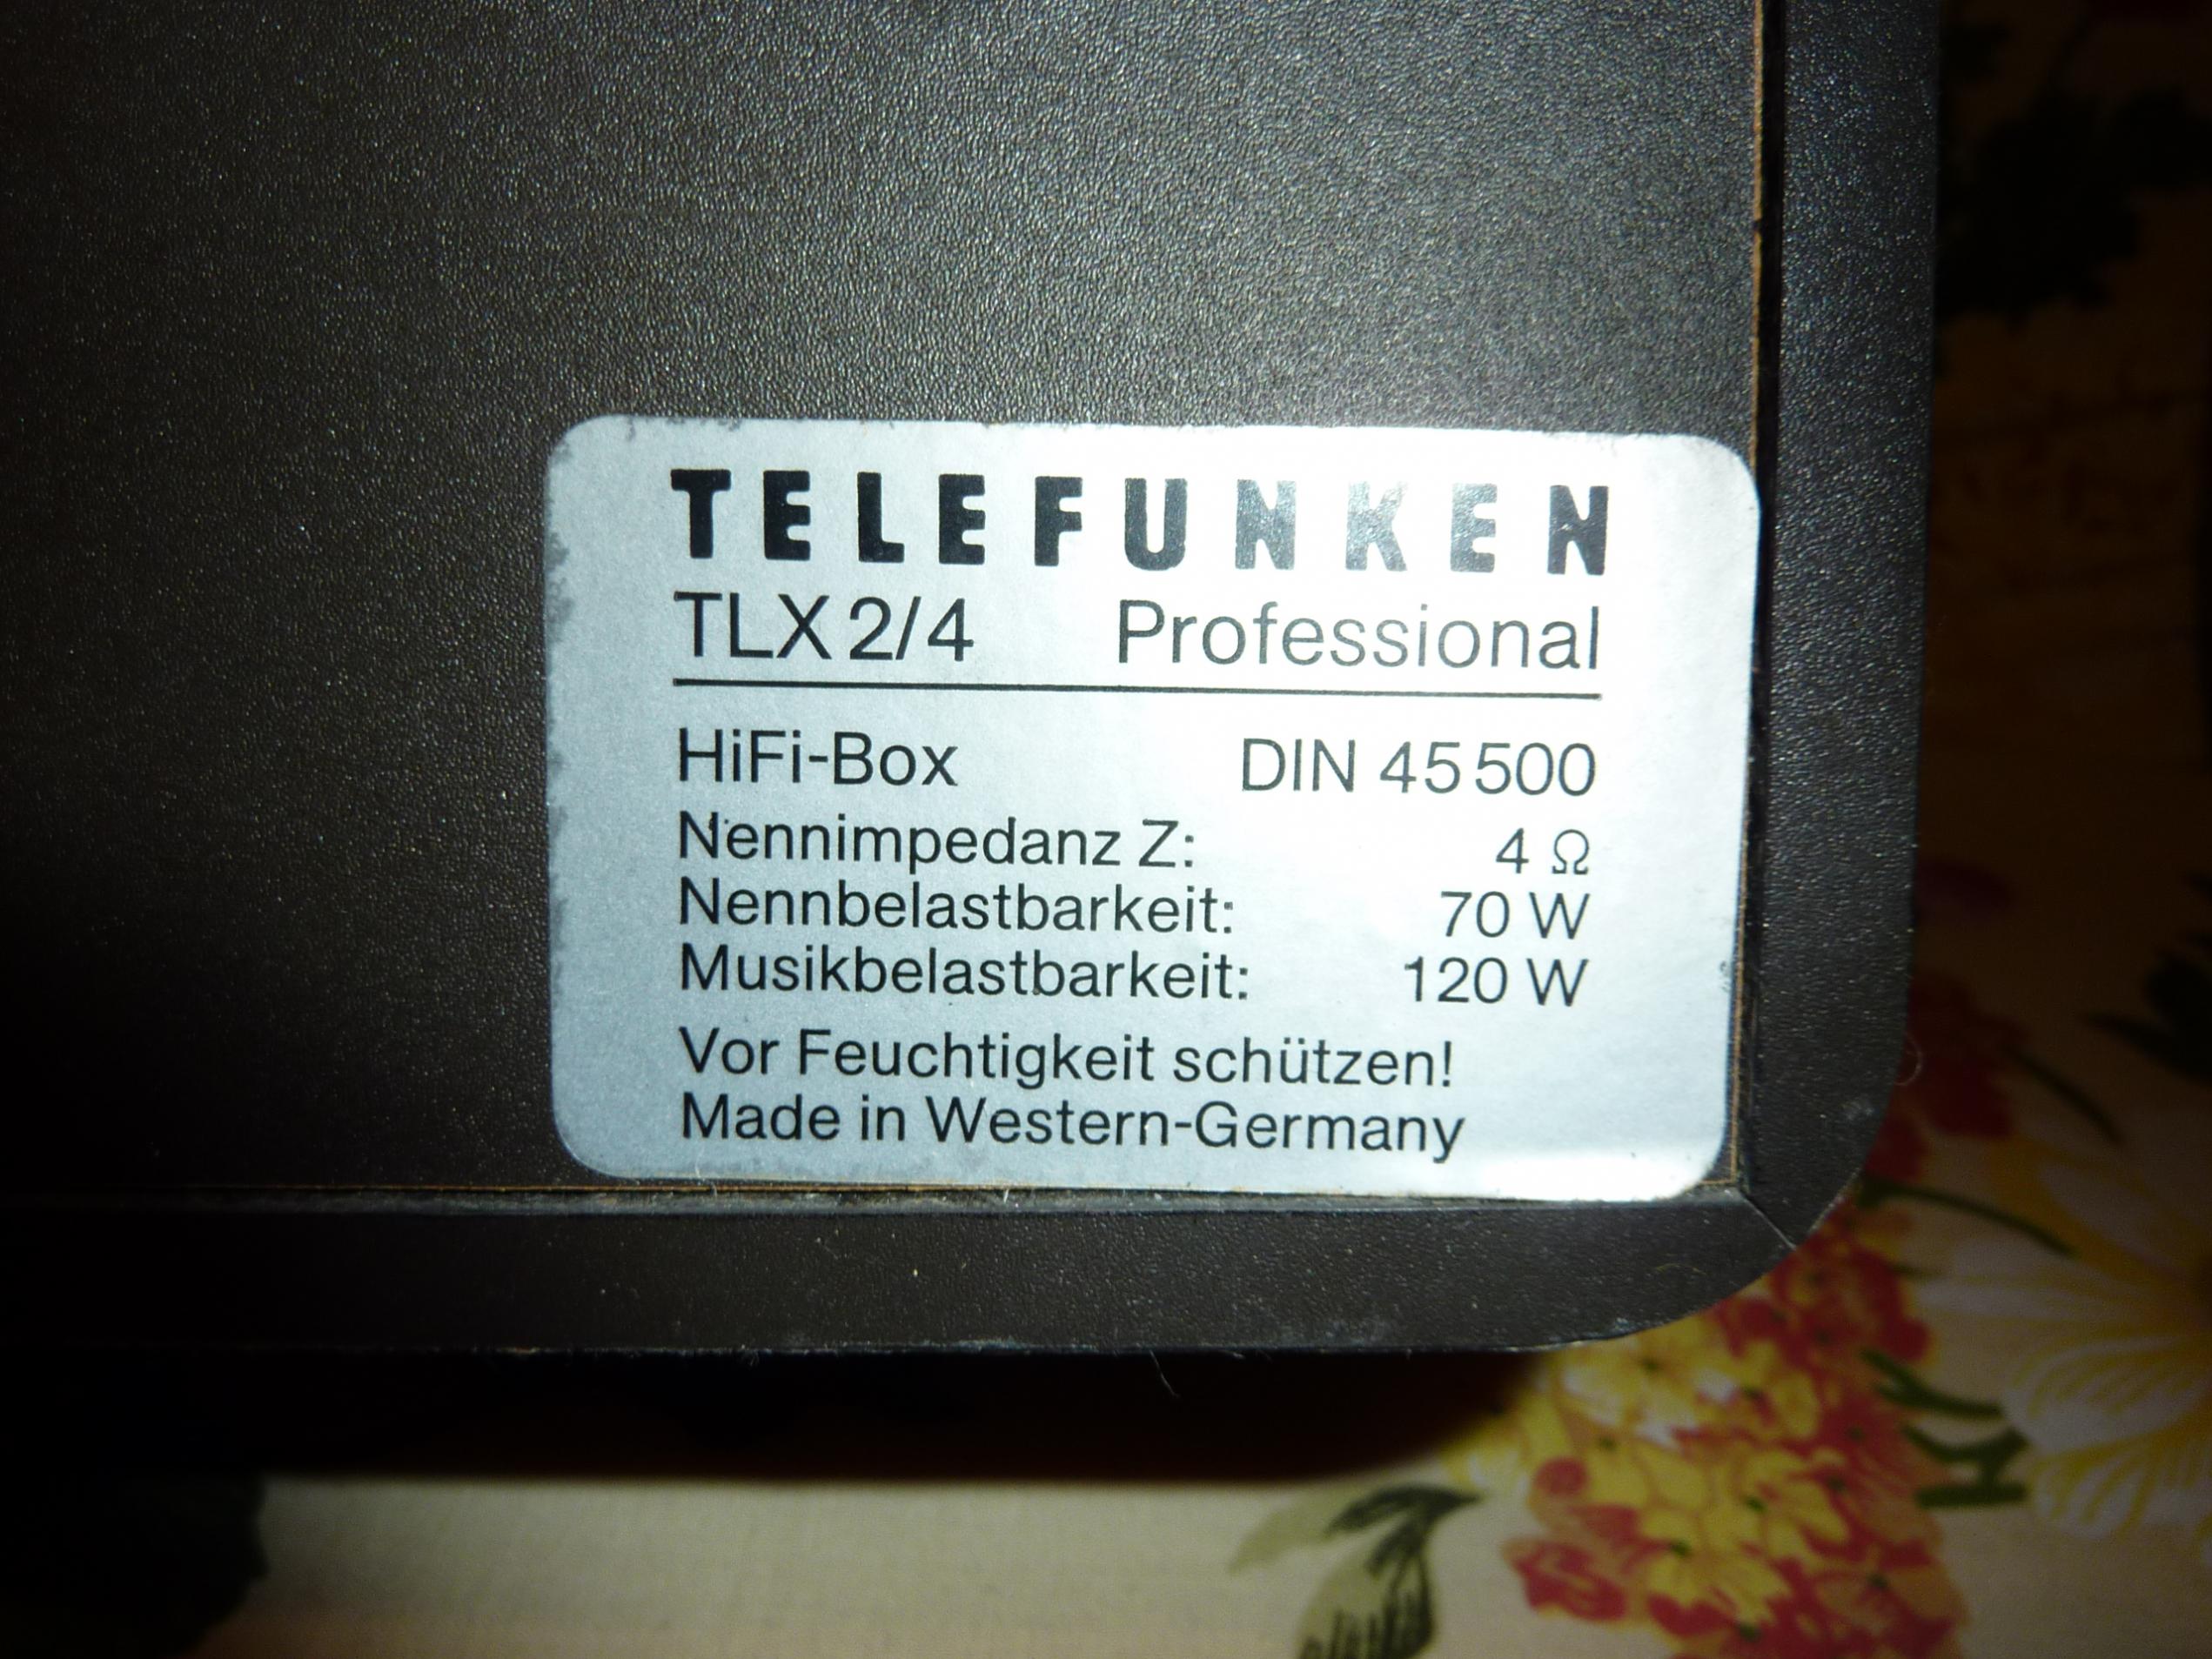 TELEFUNKEN
TLX 2/4 Professional
HiFi-Box DIN 45 500
Nennimpedanz Z: 4 Ω
Nennbelastbarkeit: 70 W
Musikbelastbarkeit: 120 W
Vor Feuchtigkeit schützen!
Made in Western-Germany